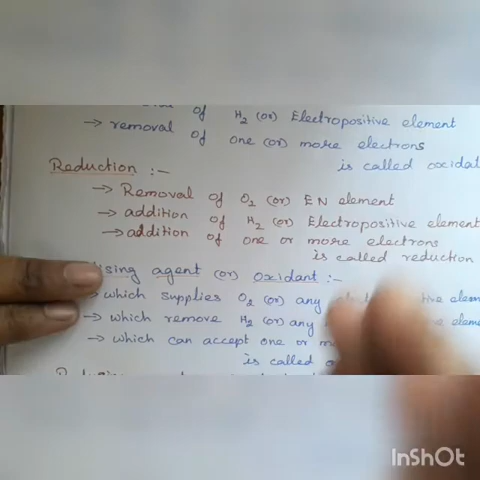 of H2 (or) Electropositive element
→ removal of one (or) more electrons
is called oxidat
Reduction :-
→ Removal of O2 (or) EN element
→ addition of H2 (or) Electropositive element
→ addition of one or more electrons
is called reduction
ising agent (or) Oxidant :-
→ which supplies O2 (or) any
→ which remove H2 (or) any
→ which can accept one or
is called
InShOt